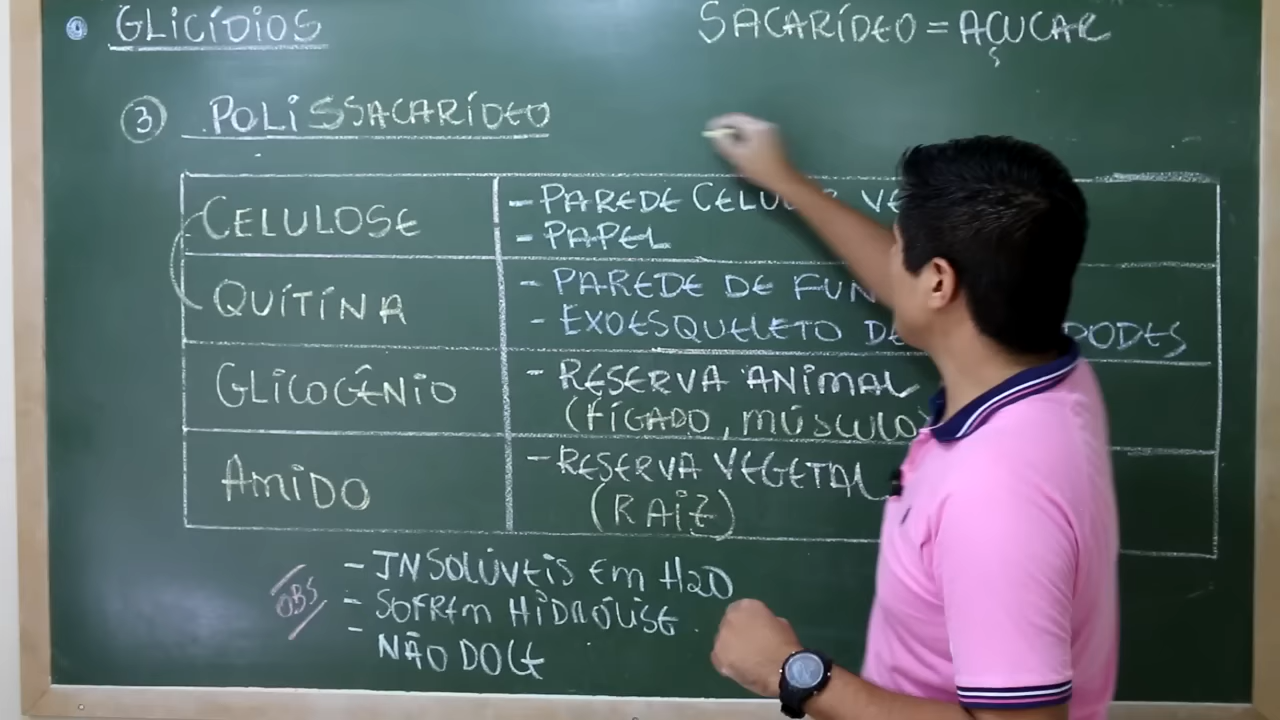 GLICÍDIOS
SACARÍDEO = AÇUCAR
3 POLISSACARÍDEO
CELULOSE
- PAREDE
- PAPEL
QUITINA
- PAREDE DE
- EXOESQUELETO
GLICOGÊNIO
- RESERVA ANIMAL
(FÍGADO, MÚSCULO
AMIDO
- RESERVA VEGETAL
(RAIZ)
OBS
- INSOLÚVEIS EM H2O
- SOFREM HIDRÓLISE
- NÃO DOCE